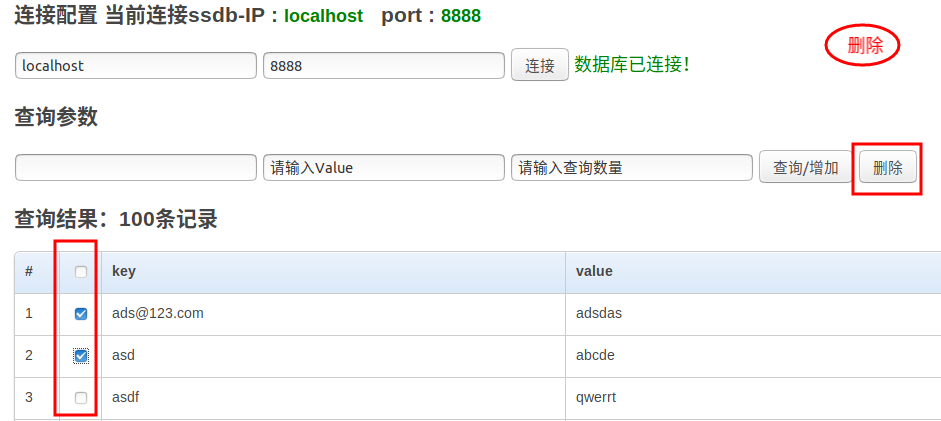 连接配置 当前连接ssdb-IP : localhost port : 8888
删除
localhost 8888 连接 数据库已连接!
查询参数
请输入Value 请输入查询数量 查询/增加 删除
查询结果：100条记录
# key value
1 ads@123.com adsdas
2 asd abcde
3 asdf qwerrt